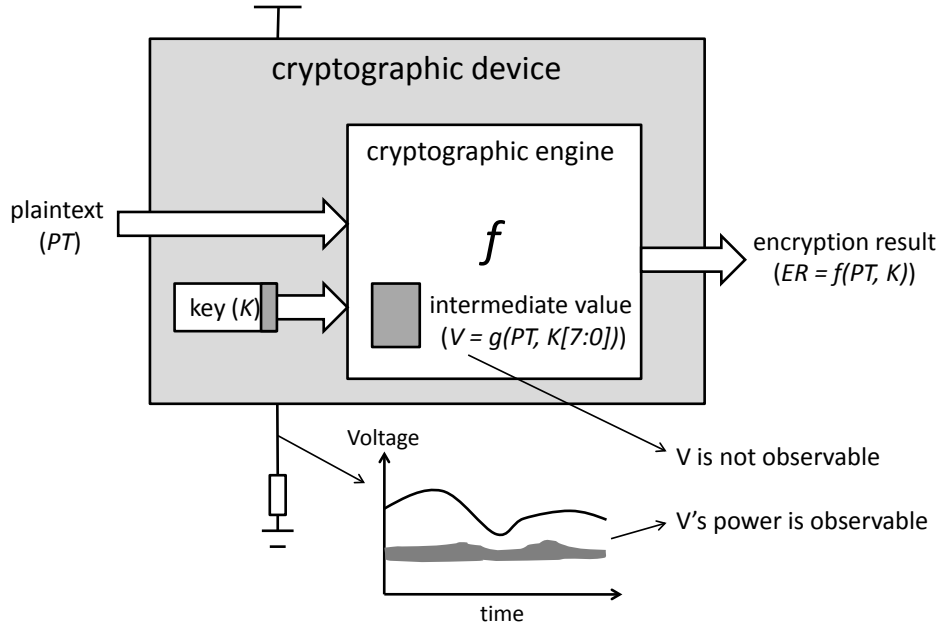 cryptographic device
cryptographic engine
plaintext
(PT)
f
encryption result
(ER = f(PT, K))
key (K)
intermediate value
(V = g(PT, K[7:0]))
Voltage
V is not observable
V's power is observable
time